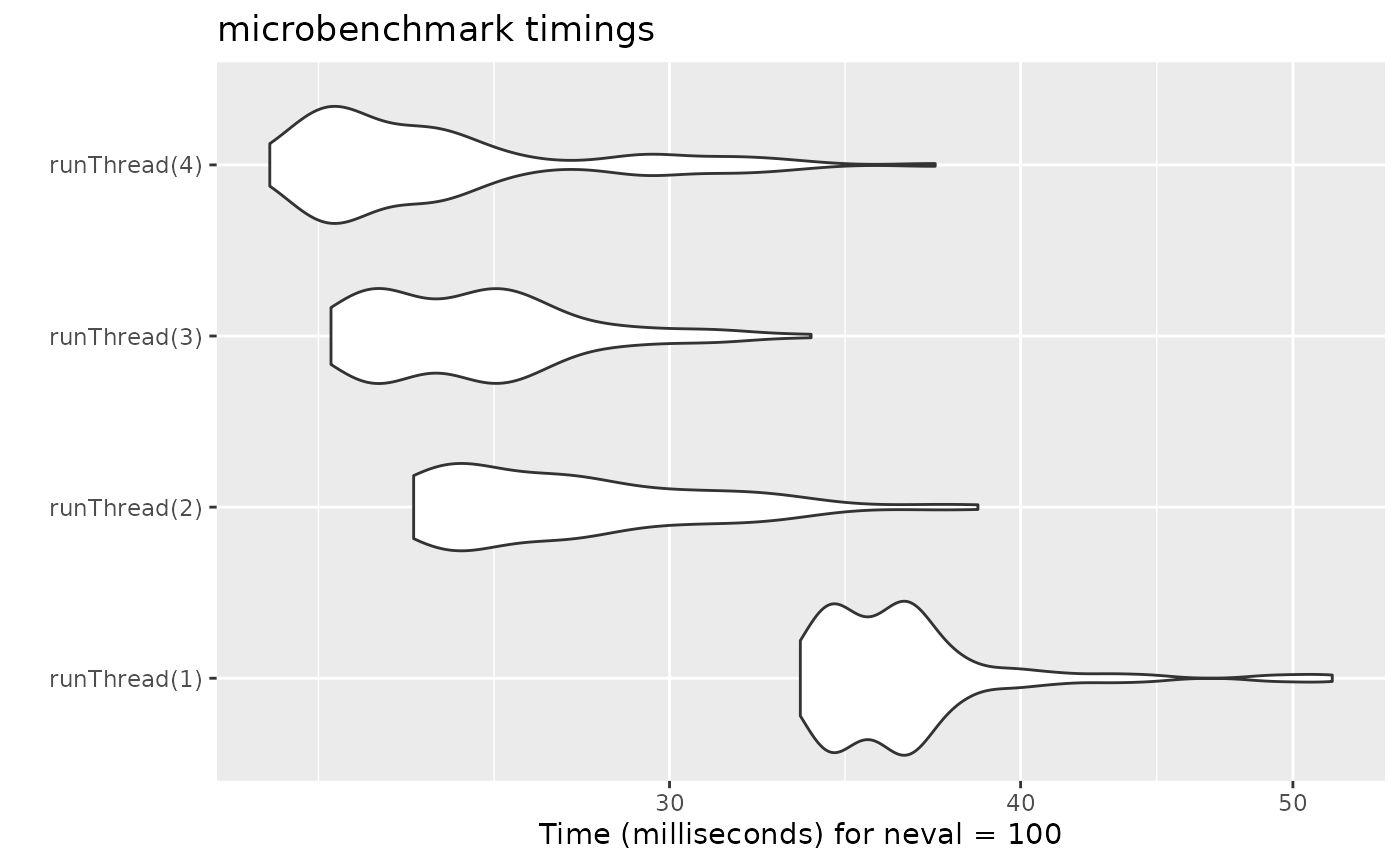 microbenchmark timings
runThread(4)
runThread(3)
runThread(2)
runThread(1)
30 40 50
Time (milliseconds) for neval = 100